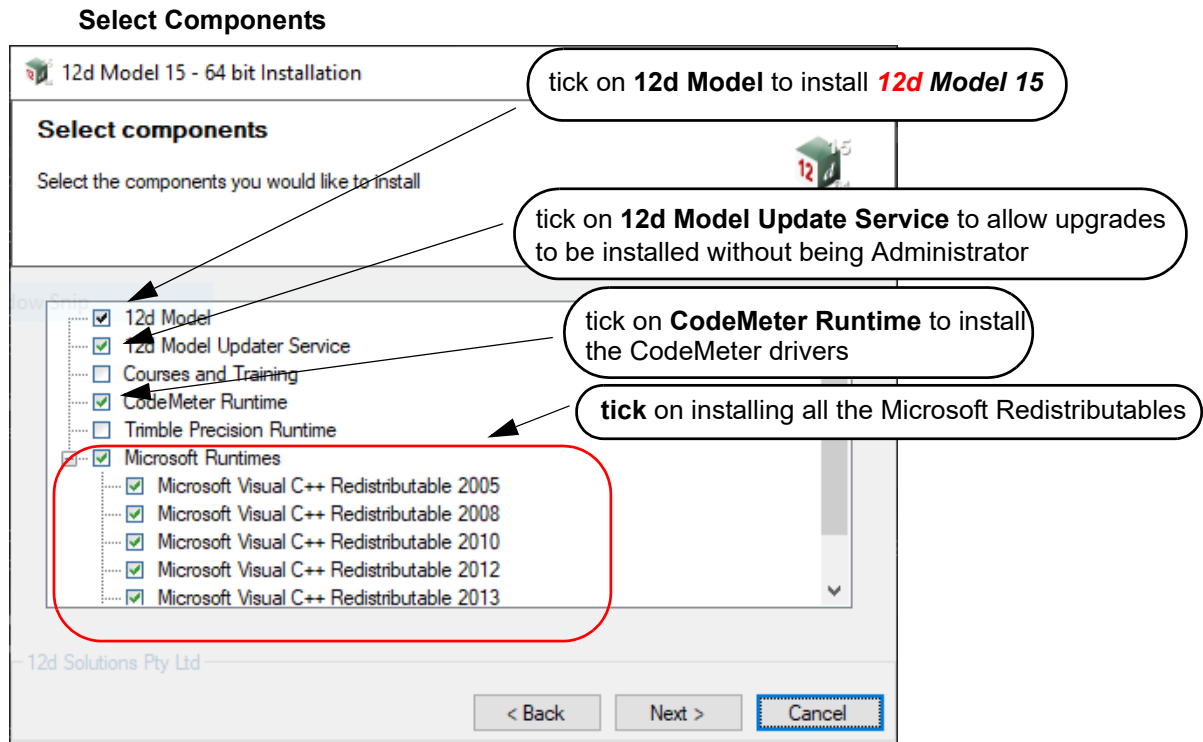 Select Components
12d Model 15 - 64 bit Installation
tick on 12d Model to install 12d Model 15
Select components
Select the components you would like to install
15
12 d
tick on 12d Model Update Service to allow upgrades
to be installed without being Administrator
low Snip
12d Model
12d Model Updater Service
tick on CodeMeter Runtime to install
the CodeMeter drivers
Courses and Training
CodeMeter Runtime
tick on installing all the Microsoft Redistributables
Trimble Precision Runtime
Microsoft Runtimes
Microsoft Visual C++ Redistributable 2005
Microsoft Visual C++ Redistributable 2008
Microsoft Visual C++ Redistributable 2010
Microsoft Visual C++ Redistributable 2012
Microsoft Visual C++ Redistributable 2013
12d Solutions Pty Ltd
< Back
Next >
Cancel